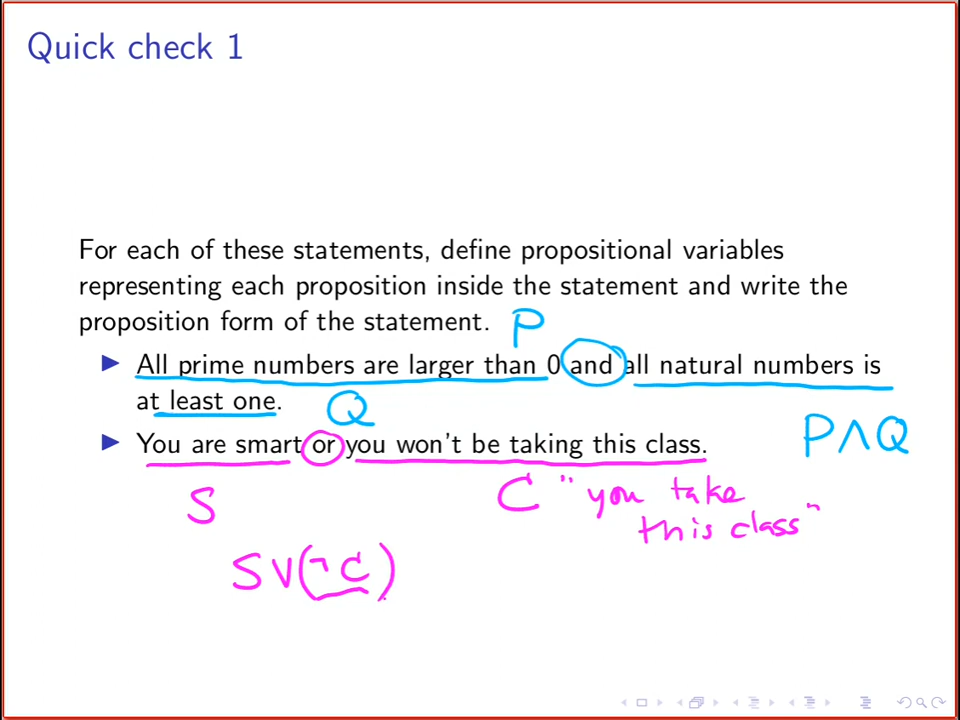 Quick check 1
For each of these statements, define propositional variables
representing each proposition inside the statement and write the
proposition form of the statement.
P
▶ All prime numbers are larger than 0 and all natural numbers is
at least one.
Q
P∧Q
▶ You are smart or you won't be taking this class.
S
C "you take
this class"
S∨(¬C)